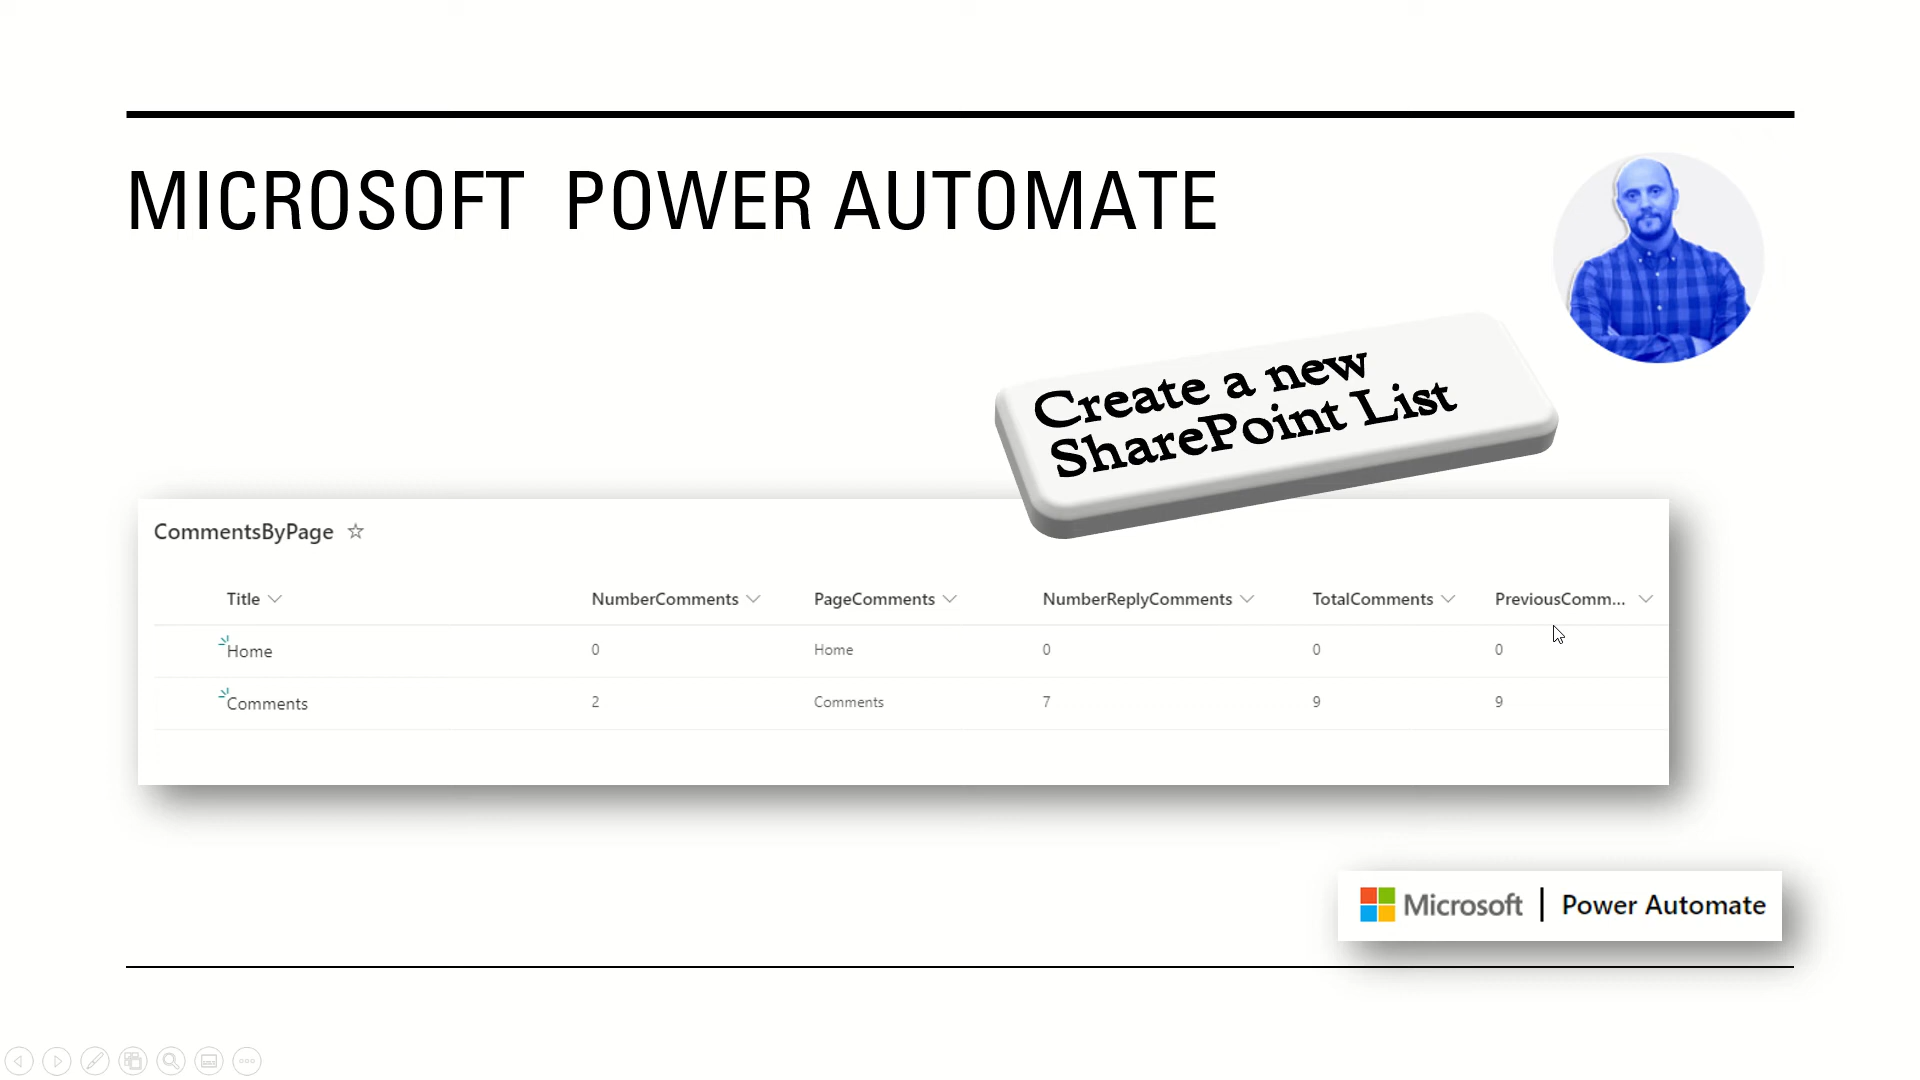 MICROSOFT POWER AUTOMATE
Create a new
SharePoint List
CommentsByPage
Title NumberComments PageComments NumberReplyComments TotalComments PreviousComm...
Home 0 Home 0 0 0
Comments 2 Comments 7 9 9
Microsoft | Power Automate